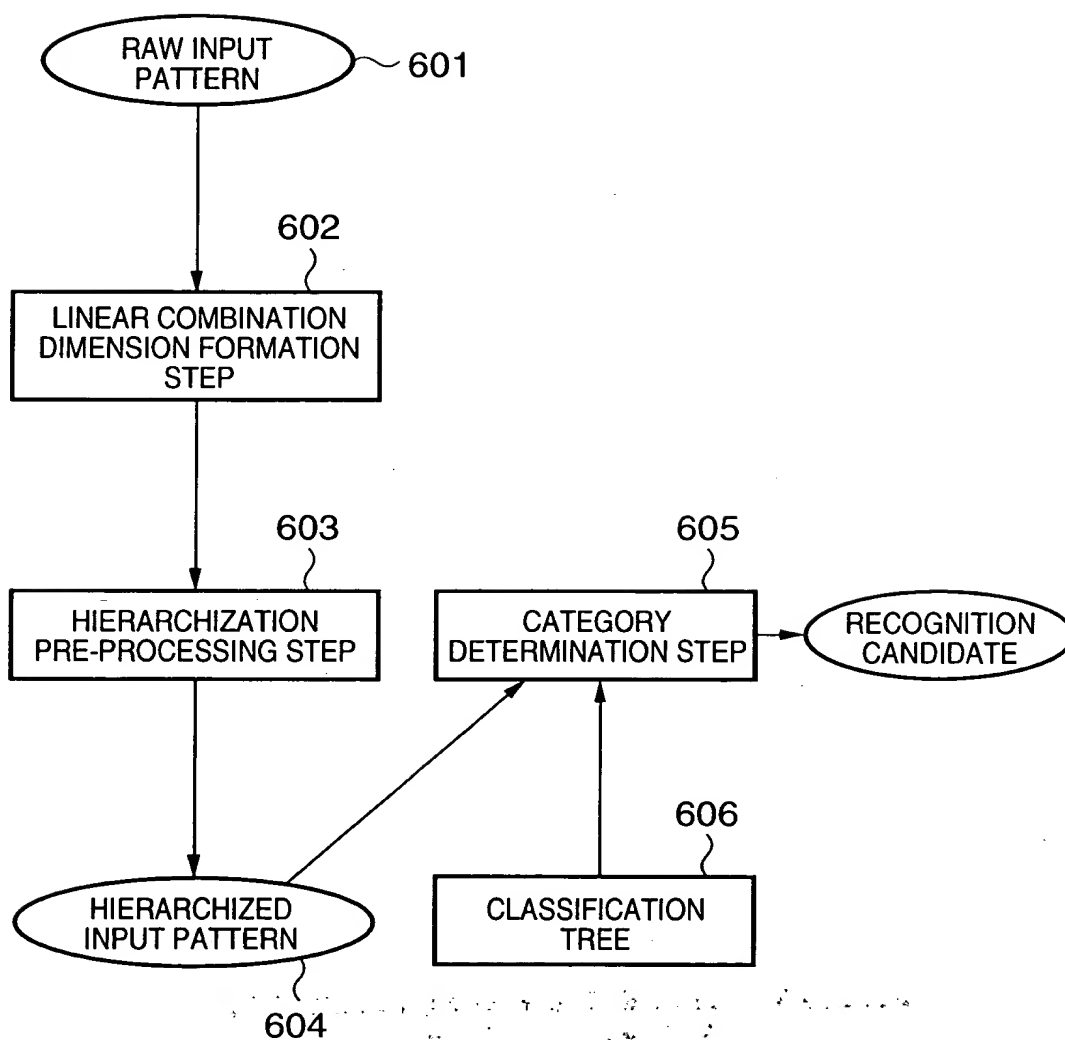 RAW INPUT
PATTERN
601
602
LINEAR COMBINATION
DIMENSION FORMATION
STEP
603
HIERARCHIZATION
PRE-PROCESSING STEP
605
CATEGORY
DETERMINATION STEP
RECOGNITION
CANDIDATE
HIERARCHIZED
INPUT PATTERN
604
606
CLASSIFICATION
TREE